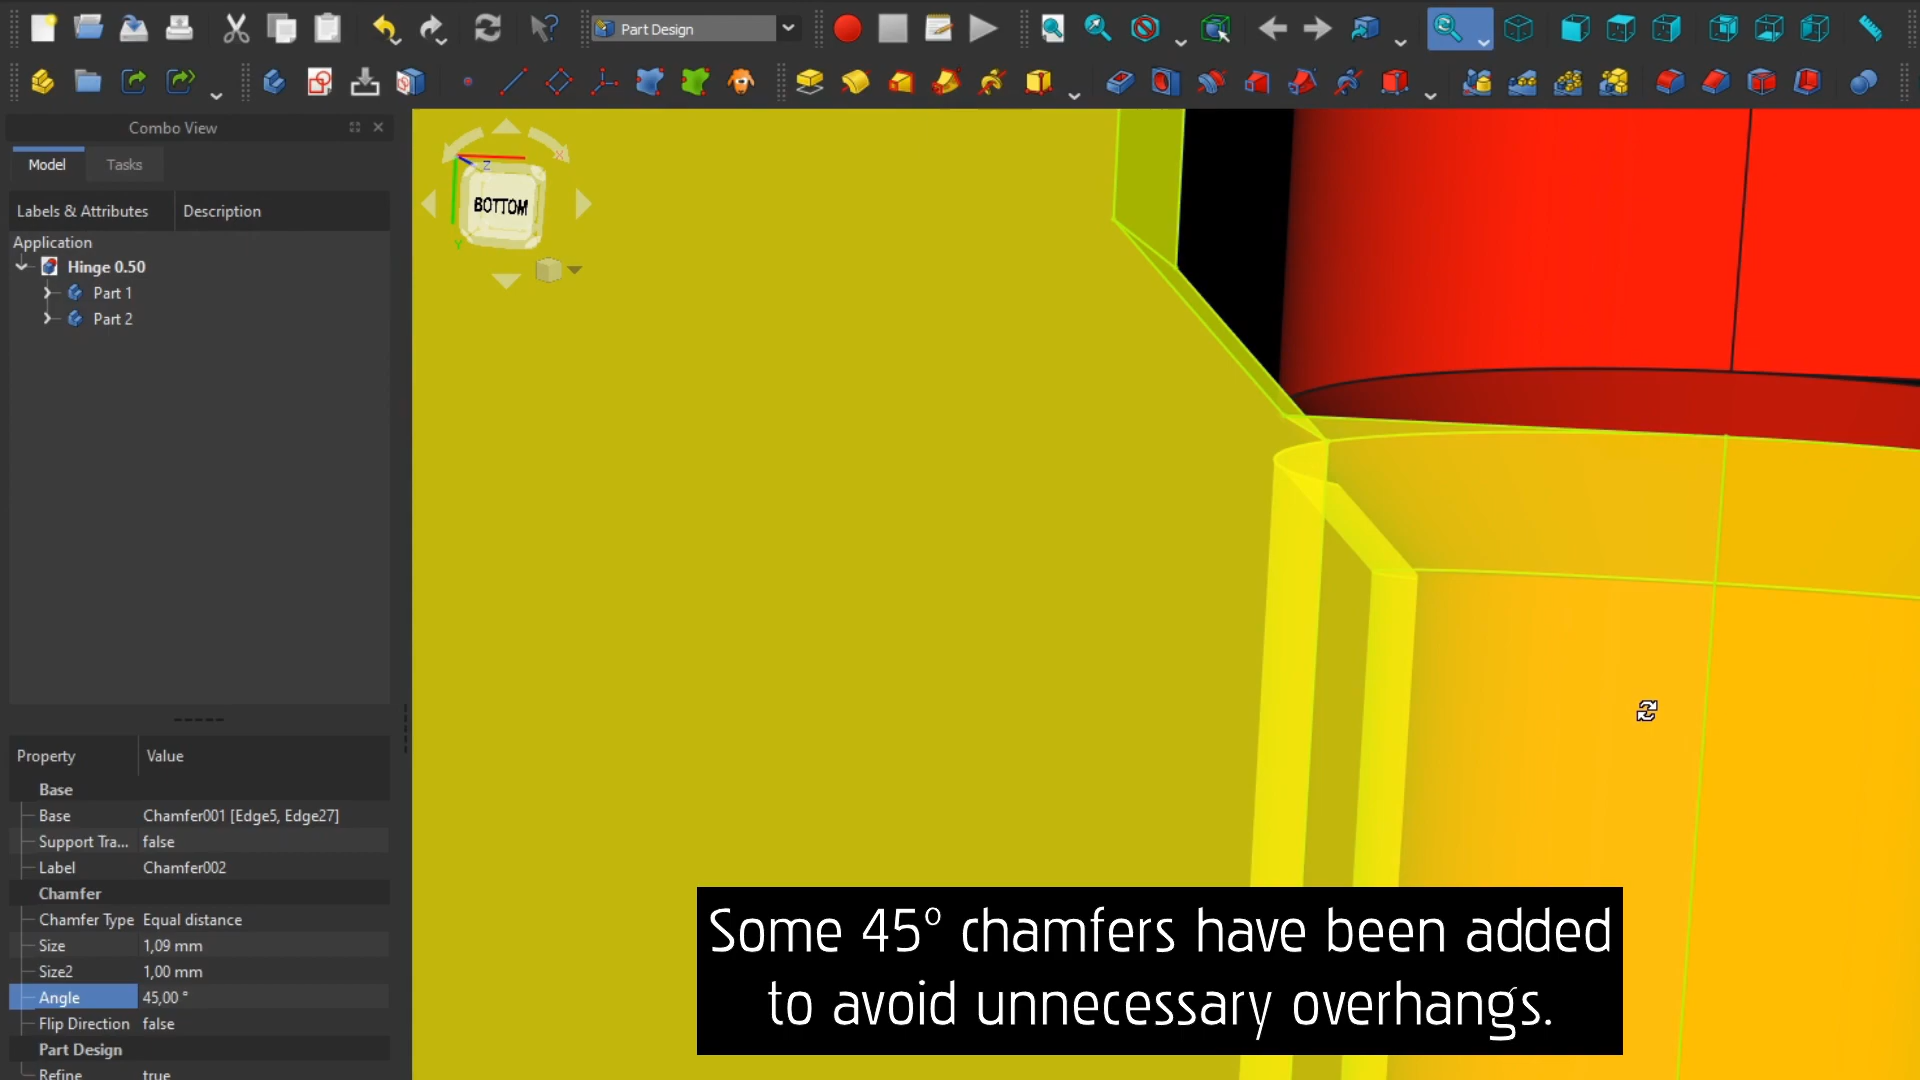 Part Design
Combo View
Model Tasks
Labels & Attributes Description
Application
Hinge 0.50
Part 1
Part 2
Z
BOTTOM
Y
Property Value
Base
Base Chamfer001 [Edge5, Edge27]
Support Tra... false
Label Chamfer002
Chamfer
Chamfer Type Equal distance
Size 1,09 mm
Size2 1,00 mm
Angle 45,00 °
Flip Direction false
Part Design
Refine true
Some 45º chamfers have been added
to avoid unnecessary overhangs.